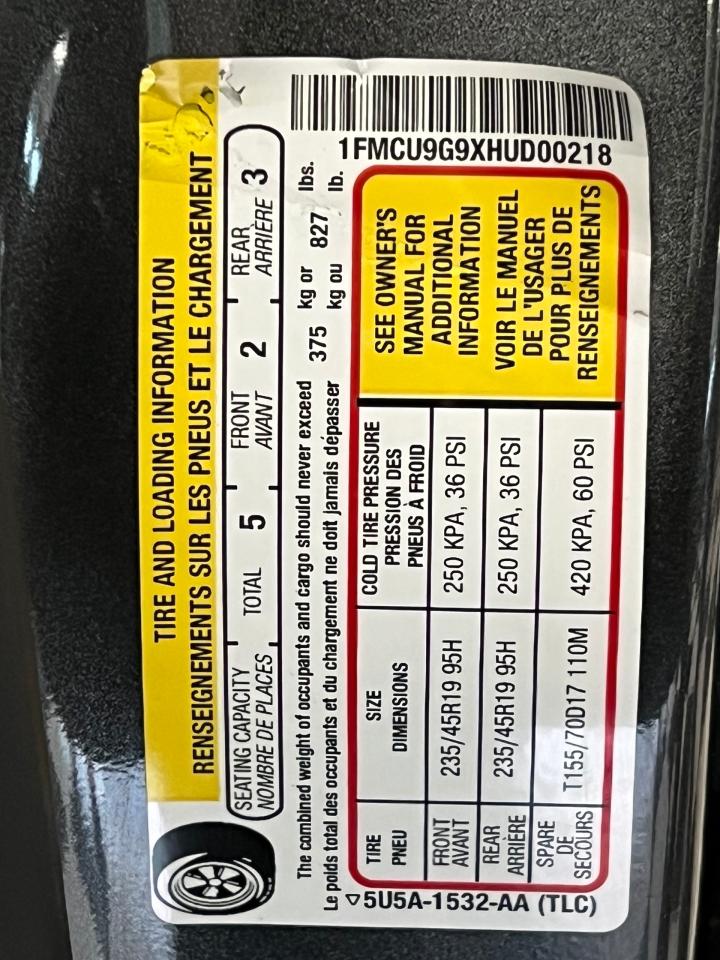 TIRE AND LOADING INFORMATION
RENSEIGNEMENTS SUR LES PNEUS ET LE CHARGEMENT
SEATING CAPACITY TOTAL 5 FRONT 2 REAR 3
NOMBRE DE PLACES AVANT ARRIÈRE
The combined weight of occupants and cargo should never exceed 375 kg or 827 lbs.
Le poids total des occupants et du chargement ne doit jamais dépasser kg ou lb.
1FMCU9G9XHUD00218
TIRE SIZE COLD TIRE PRESSURE
PNEU DIMENSIONS PRESSION DES
PNEUS À FROID
FRONT 235/45R19 95H 250 KPA, 36 PSI
AVANT
REAR 235/45R19 95H 250 KPA, 36 PSI
ARRIÈRE
SPARE T155/70D17 110M 420 KPA, 60 PSI
DE
SECOURS
SEE OWNER'S
MANUAL FOR
ADDITIONAL
INFORMATION
VOIR LE MANUEL
DE L'USAGER
POUR PLUS DE
RENSEIGNEMENTS
5U5A-1532-AA (TLC)